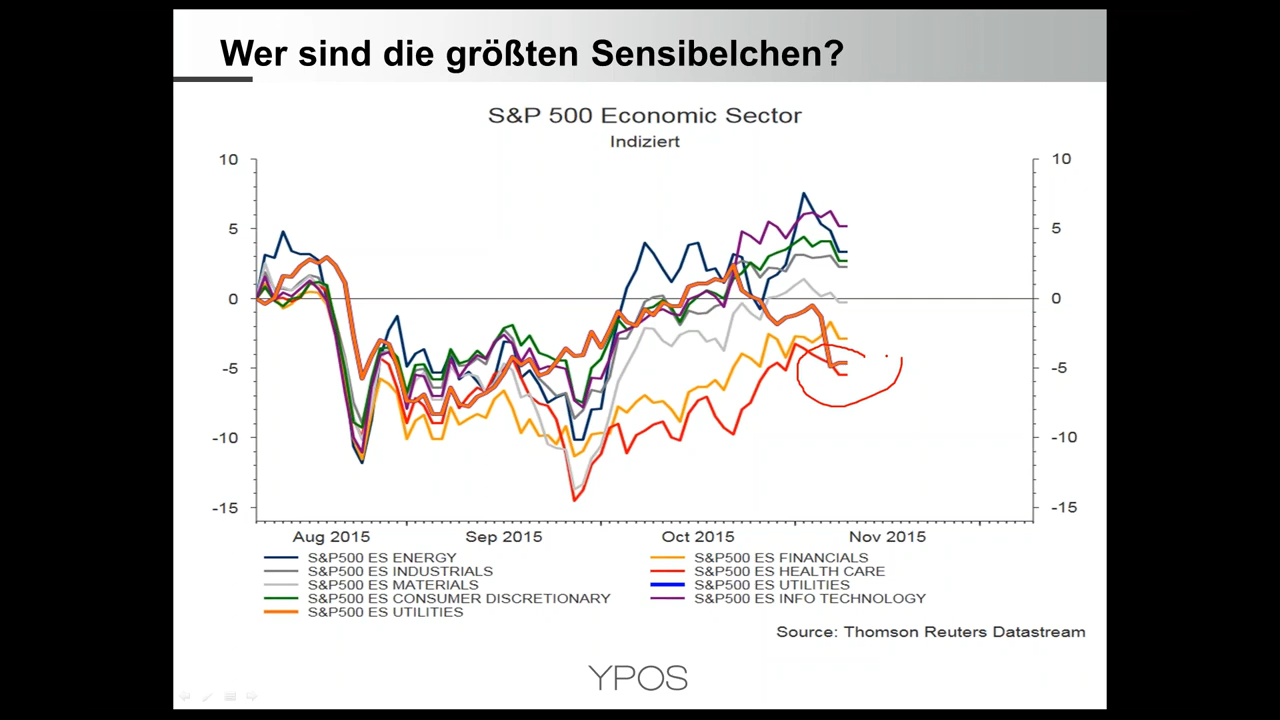 Wer sind die größten Sensibelchen?
S&P 500 Economic Sector
Indiziert
10 10
5 5
0 0
-5 -5
-10 -10
-15 -15
Aug 2015 Sep 2015 Oct 2015 Nov 2015
S&P500 ES ENERGY S&P500 ES FINANCIALS
S&P500 ES INDUSTRIALS S&P500 ES HEALTH CARE
S&P500 ES MATERIALS S&P500 ES UTILITIES
S&P500 ES CONSUMER DISCRETIONARY S&P500 ES INFO TECHNOLOGY
S&P500 ES UTILITIES
Source: Thomson Reuters Datastream
YPOS